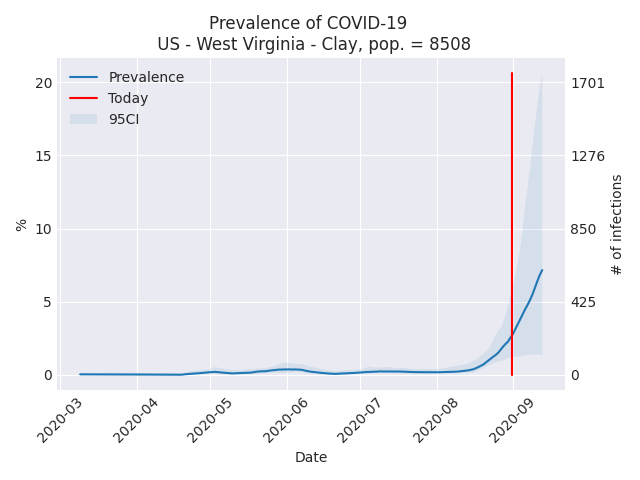 Prevalence of COVID-19
US - West Virginia - Clay, pop. = 8508
Prevalence
Today
95CI
%
20
15
10
5
0
1701
1276
850
425
0
# of infections
2020-03
2020-04
2020-05
2020-06
2020-07
2020-08
2020-09
Date